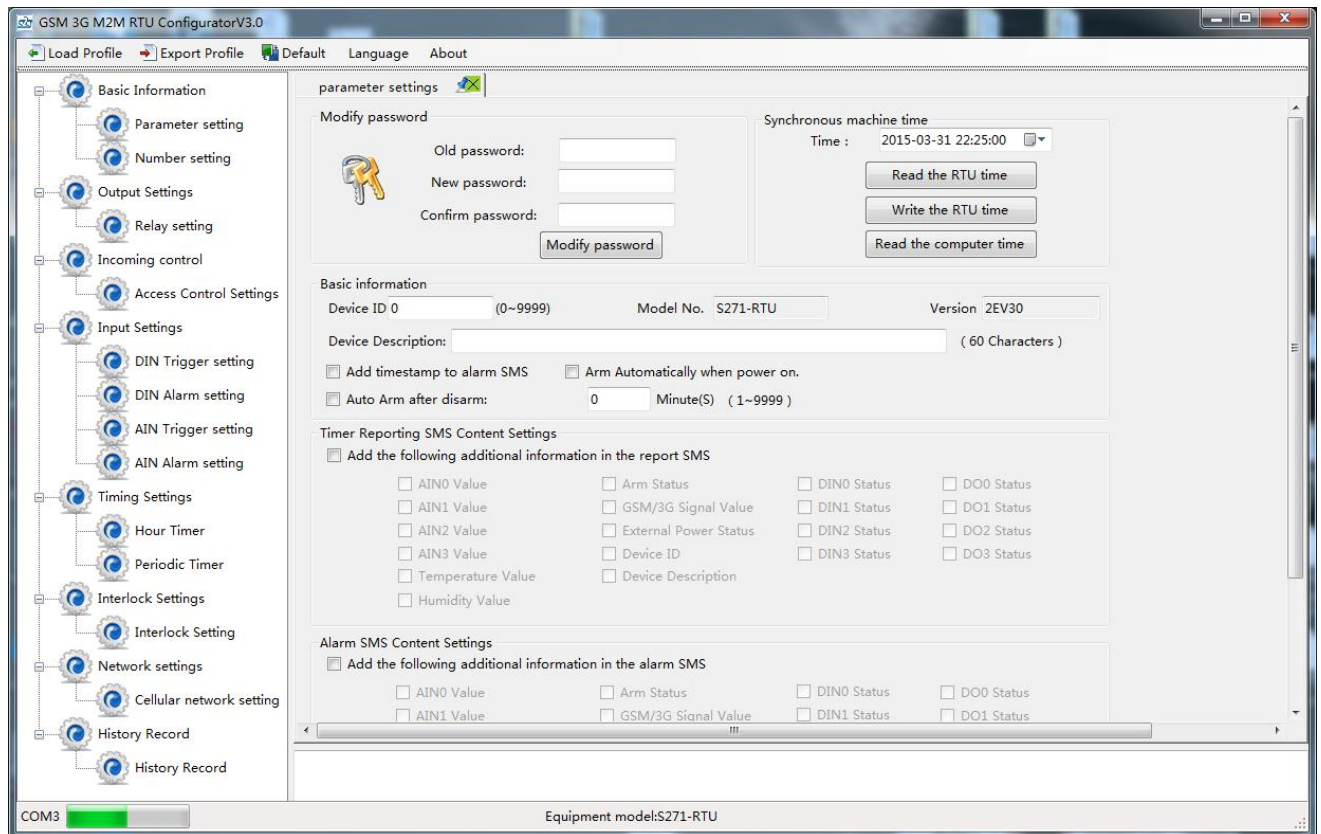 GSM 3G M2M RTU ConfiguratorV3.0
Load Profile Export Profile Default Language About
Basic Information
Parameter setting
Number setting
Output Settings
Relay setting
Incoming control
Access Control Settings
Input Settings
DIN Trigger setting
DIN Alarm setting
AIN Trigger setting
AIN Alarm setting
Timing Settings
Hour Timer
Periodic Timer
Interlock Settings
Interlock Setting
Network settings
Cellular network setting
History Record
History Record
parameter settings
Modify password
Old password:
New password:
Confirm password:
Modify password
Synchronous machine time
Time : 2015-03-31 22:25:00
Read the RTU time
Write the RTU time
Read the computer time
Basic information
Device ID 0 (0~9999) Model No. S271-RTU Version 2EV30
Device Description: ( 60 Characters )
Add timestamp to alarm SMS Arm Automatically when power on.
Auto Arm after disarm: 0 Minute(S) ( 1~9999 )
Timer Reporting SMS Content Settings
Add the following additional information in the report SMS
AIN0 Value Arm Status DIN0 Status DO0 Status
AIN1 Value GSM/3G Signal Value DIN1 Status DO1 Status
AIN2 Value External Power Status DIN2 Status DO2 Status
AIN3 Value Device ID DIN3 Status DO3 Status
Temperature Value Device Description
Humidity Value
Alarm SMS Content Settings
Add the following additional information in the alarm SMS
AIN0 Value Arm Status DIN0 Status DO0 Status
AIN1 Value GSM/3G Signal Value DIN1 Status DO1 Status
COM3 Equipment model:S271-RTU